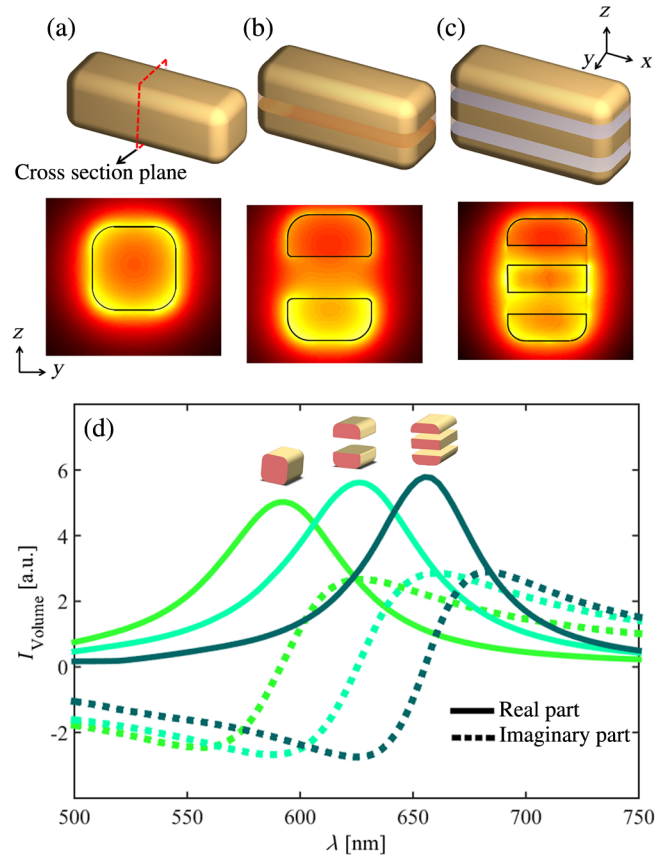 (a) (b) (c)
z
y x
Cross section plane
z
y
(d)
6
4
2
0
-2
I Volume [a.u.]
Real part
Imaginary part
500 550 600 650 700 750
λ [nm]